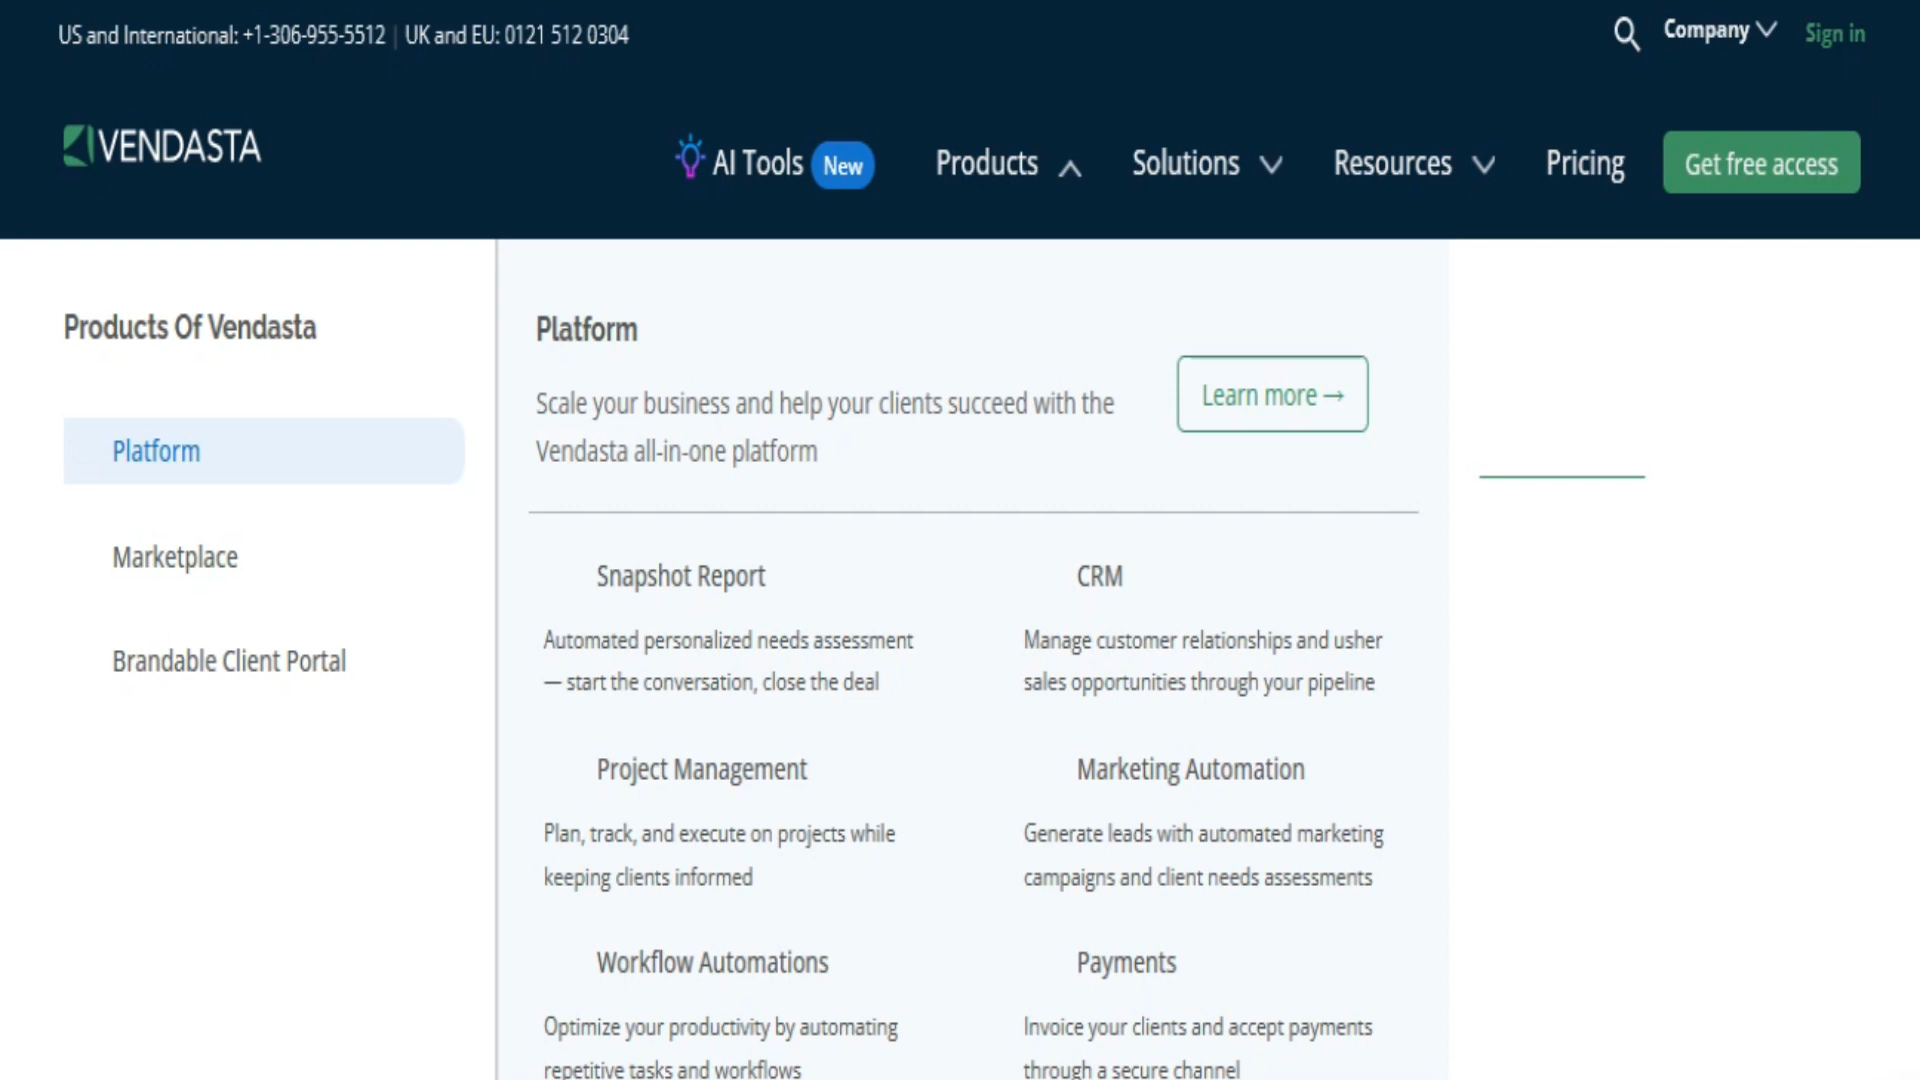 US and International: +1-306-955-5512 | UK and EU: 0121 512 0304
Company
Sign in
VENDASTA
AI Tools New
Products
Solutions
Resources
Pricing
Get free access
Products Of Vendasta
Platform
Marketplace
Brandable Client Portal
Platform
Scale your business and help your clients succeed with the
Vendasta all-in-one platform
Learn more →
Snapshot Report
Automated personalized needs assessment
— start the conversation, close the deal
CRM
Manage customer relationships and usher
sales opportunities through your pipeline
Project Management
Plan, track, and execute on projects while
keeping clients informed
Marketing Automation
Generate leads with automated marketing
campaigns and client needs assessments
Workflow Automations
Optimize your productivity by automating
repetitive tasks and workflows
Payments
Invoice your clients and accept payments
through a secure channel